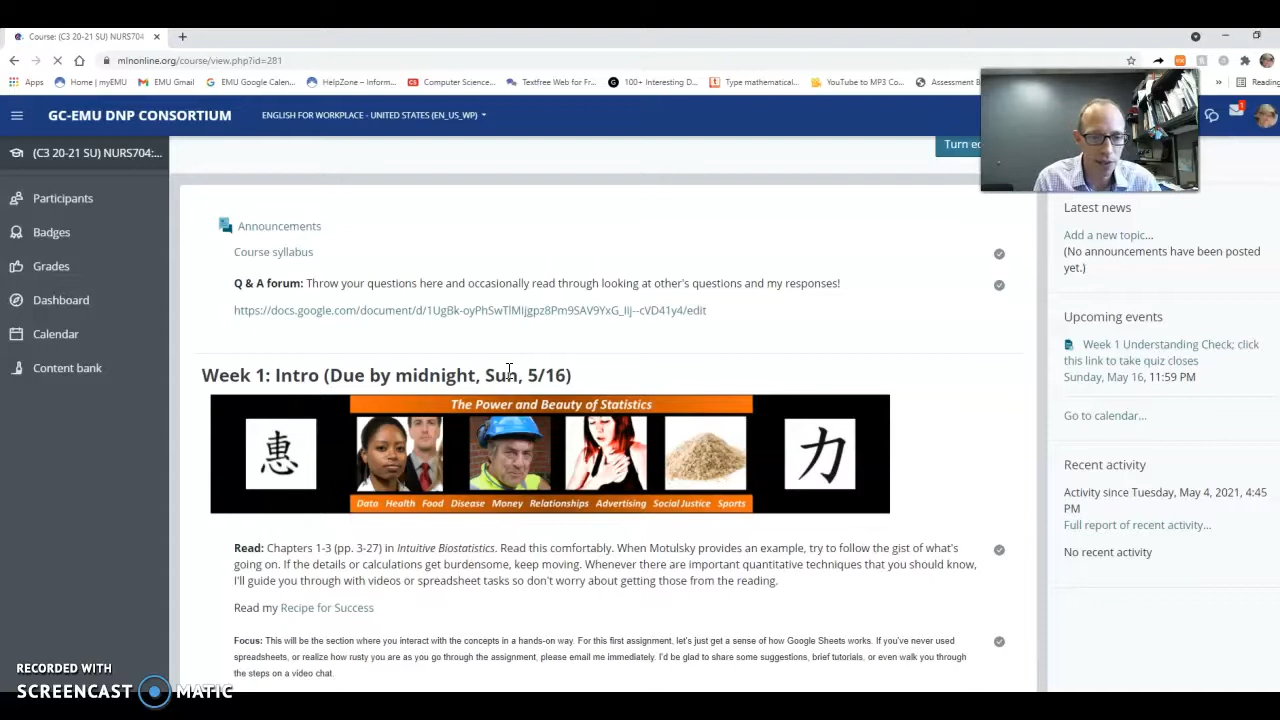 Course: (C3 20-21 SU) NURS704
mlnonline.org/course/view.php?id=281
Apps
Home | myEMU
EMU Gmail
EMU Google Calen...
HelpZone – Inform...
Computer Science...
Textfree Web for F...
100+ Interesting D...
Type mathematical...
YouTube to MP3 Co...
Assessment B
»
Reading
GC-EMU DNP CONSORTIUM
ENGLISH FOR WORKPLACE - UNITED STATES (EN_US_WP)
1
(C3 20-21 SU) NURS704:...
Participants
Badges
Grades
Dashboard
Calendar
Content bank
Turn
Announcements
Course syllabus
Q & A forum: Throw your questions here and occasionally read through looking at other's questions and my responses!
Week 1: Intro (Due by midnight, Sun, 5/16)
The Power and Beauty of Statistics
惠
力
Data Health Food Disease Money Relationships Advertising Social Justice Sports
Read: Chapters 1-3 (pp. 3-27) in Intuitive Biostatistics. Read this comfortably. When Motulsky provides an example, try to follow the gist of what's
going on. If the details or calculations get burdensome, keep moving. Whenever there are important quantitative techniques that you should know,
I'll guide you through with videos or spreadsheet tasks so don't worry about getting those from the reading.
Read my Recipe for Success
Focus: This will be the section where you interact with the concepts in a hands-on way. For this first assignment, let's just get a sense of how Google Sheets works. If you've never used
spreadsheets, or realize how rusty you are as you go through the assignment, please email me immediately. I'd be glad to share some suggestions, brief tutorials, or even walk you through
the steps on a video chat.
Latest news
Add a new topic...
(No announcements have been posted
yet.)
Upcoming events
Week 1 Understanding Check; click
this link to take quiz closes
Sunday, May 16, 11:59 PM
Go to calendar...
Recent activity
Activity since Tuesday, May 4, 2021, 4:45
PM
Full report of recent activity...
No recent activity
RECORDED WITH
SCREENCAST MATIC